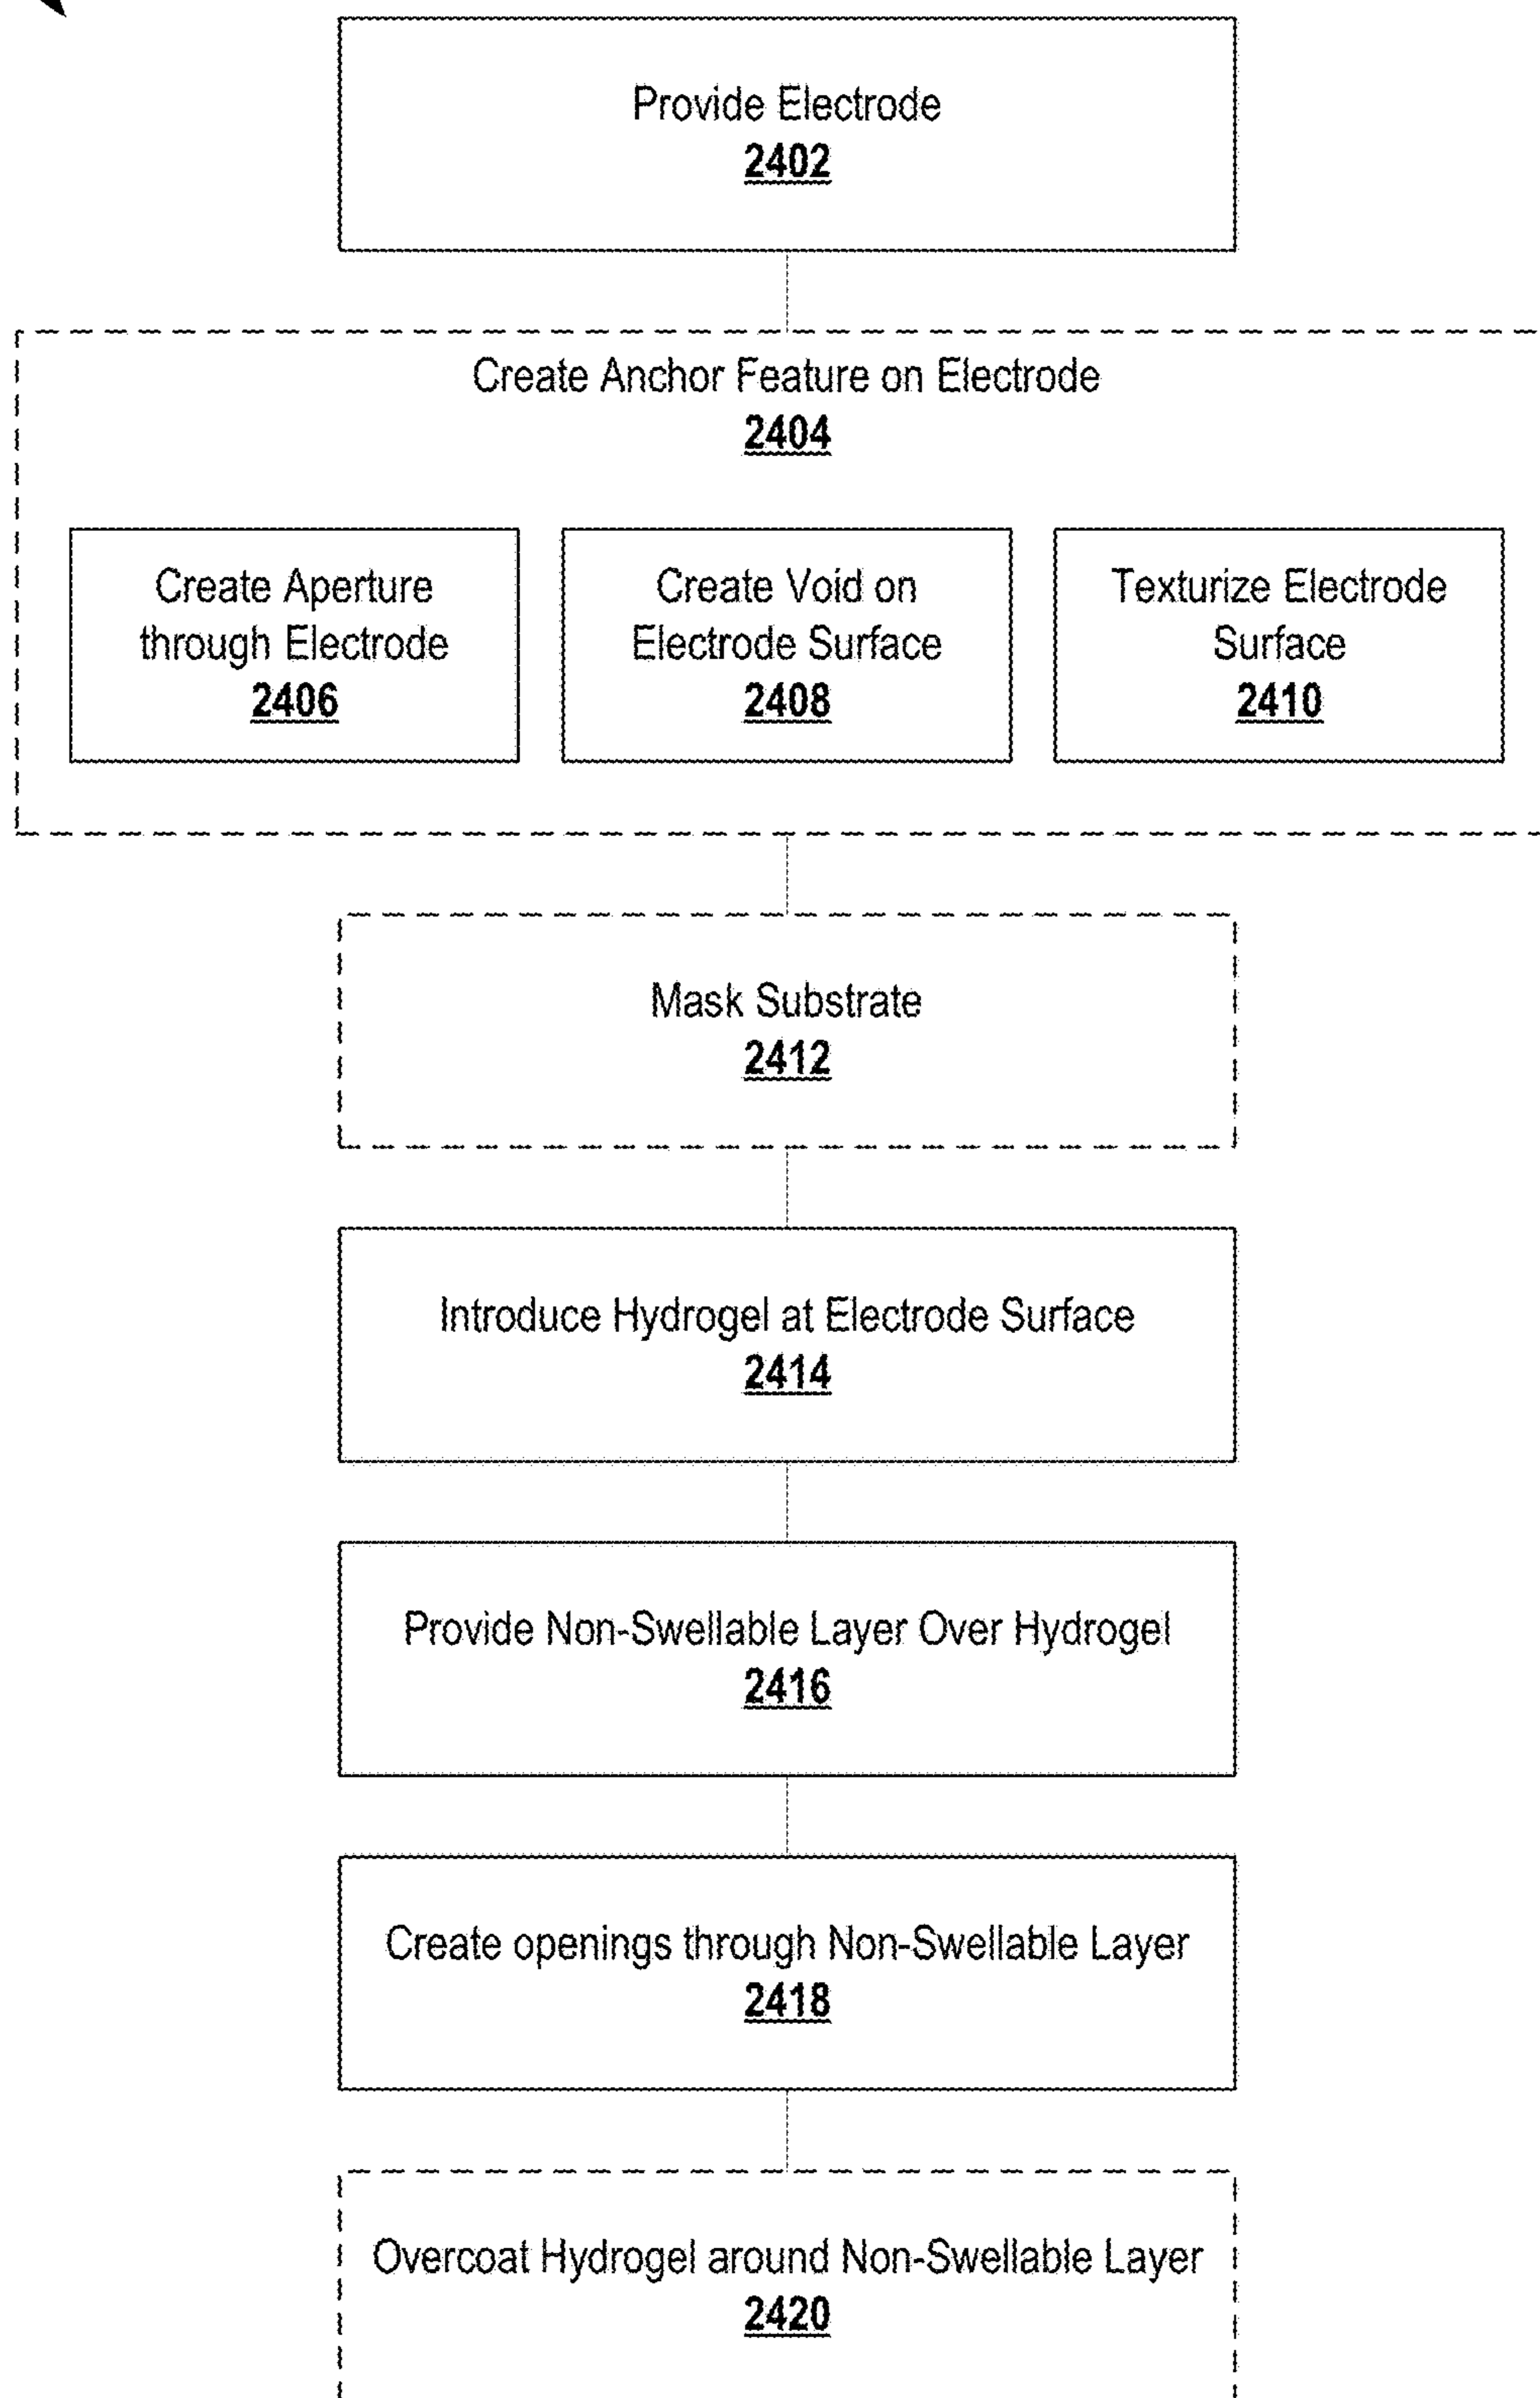 Provide Electrode
2402
Create Anchor Feature on Electrode
2404
Create Aperture
through Electrode
2406
Create Void on
Electrode Surface
2408
Texturize Electrode
Surface
2410
Mask Substrate
2412
Introduce Hydrogel at Electrode Surface
2414
Provide Non-Swellable Layer Over Hydrogel
2416
Create openings through Non-Swellable Layer
2418
Overcoat Hydrogel around Non-Swellable Layer
2420